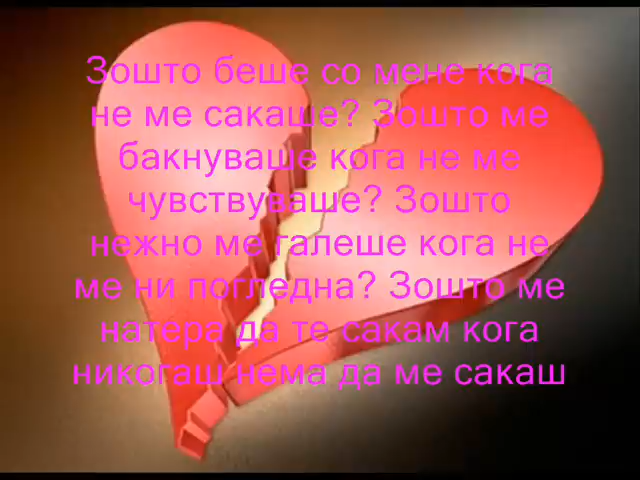 Зошто беше со мене кога
не ме сакаше? Зошто ме
бакнуваше кога не ме
чувствуваше? Зошто
нежно ме галеше кога не
ме ни погледна? Зошто ме
натера да те сакам кога
никогаш нема да ме сакаш